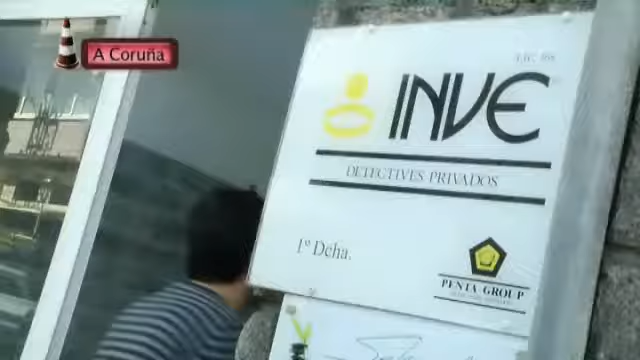 A Coruña
INVE
DETECTIVES PRIVADOS
1º Dcha.
PENTA GROUP